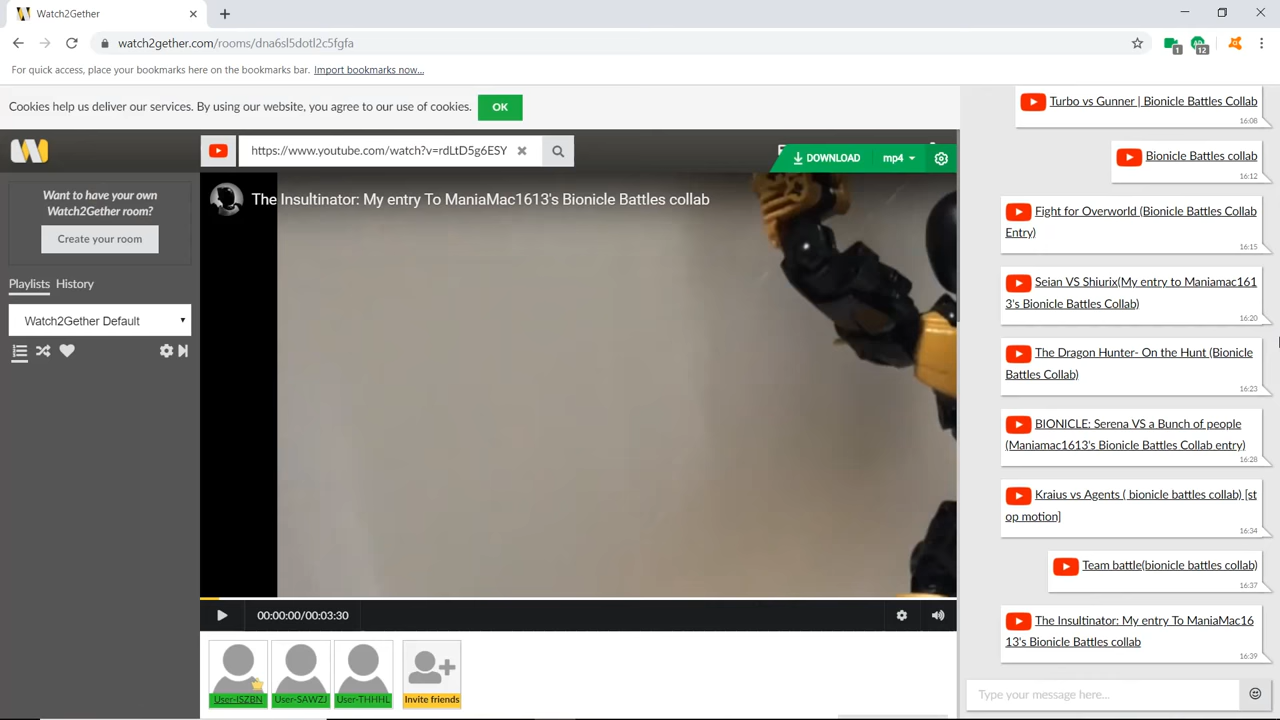 Watch2Gether
watch2gether.com/rooms/dna6sl5dotl2c5fgfa
1
12
For quick access, place your bookmarks here on the bookmarks bar. Import bookmarks now...
Cookies help us deliver our services. By using our website, you agree to our use of cookies.
OK
https://www.youtube.com/watch?v=rdLtD5g6ESY
DOWNLOAD
mp4
Want to have your own
Watch2Gether room?
Create your room
Playlists
History
Watch2Gether Default
The Insultinator: My entry To ManiaMac1613's Bionicle Battles collab
00:00:00/00:03:30
User-ISZBN
User-SAWZJ
User-THHHL
Invite friends
Turbo vs Gunner | Bionicle Battles Collab
16:08
Bionicle Battles collab
16:12
Fight for Overworld (Bionicle Battles Collab
Entry)
16:15
Seian VS Shiurix(My entry to Maniamac161
3's Bionicle Battles Collab)
16:20
The Dragon Hunter- On the Hunt (Bionicle
Battles Collab)
16:23
BIONICLE: Serena VS a Bunch of people
(Maniamac1613's Bionicle Battles Collab entry)
16:28
Kraius vs Agents ( bionicle battles collab) [st
op motion]
16:34
Team battle(bionicle battles collab)
16:37
The Insultinator: My entry To ManiaMac16
13's Bionicle Battles collab
16:39
Type your message here...